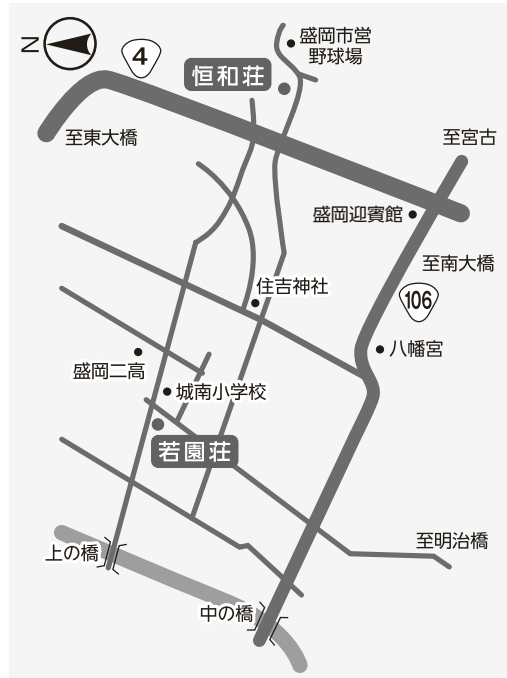 盛岡市営
野球場
N
4
恒和荘
至東大橋
至宮古
盛岡迎賓館
至南大橋
住吉神社
106
八幡宮
盛岡二高
城南小学校
若園荘
至明治橋
上の橋
中の橋